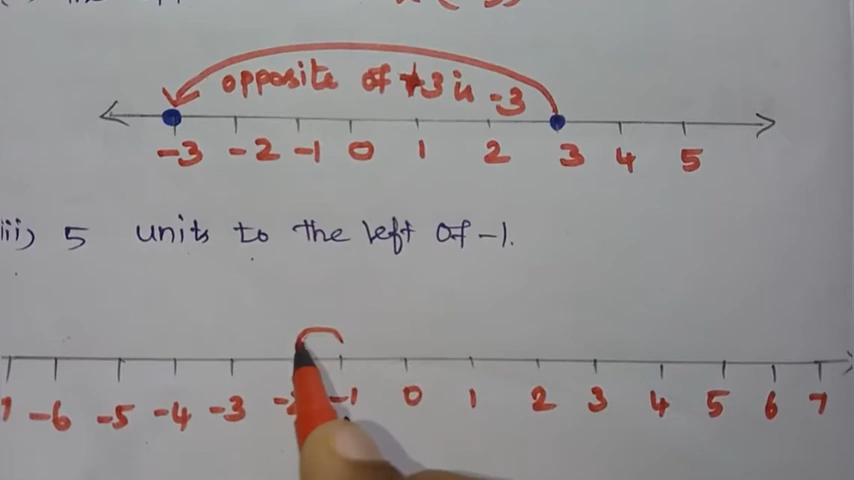 opposite of +3 is -3
-3 -2 -1 0 1 2 3 4 5
iii) 5 units to the left of -1.
-6 -5 -4 -3 -2 -1 0 1 2 3 4 5 6 7